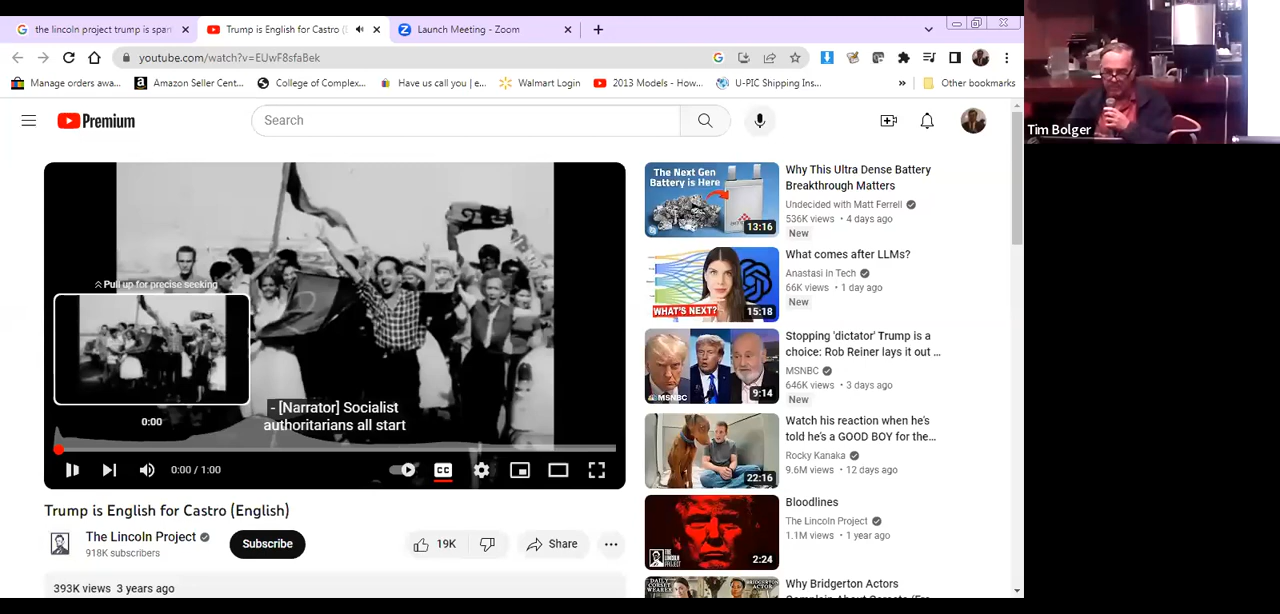 the lincoln project trump is span
Trump is English for Castro (
Launch Meeting - Zoom
youtube.com/watch?v=EUwF8sfaBek
Manage orders awa...
Amazon Seller Cent...
College of Complex...
Have us call you | e...
Walmart Login
2013 Models - How...
U-PIC Shipping Ins...
»
Other bookmarks
Tim Bolger
Premium
Search
Pull up for precise seeking
0:00
- [Narrator] Socialist
authoritarians all start
0:00 / 1:00
CC
Trump is English for Castro (English)
The Lincoln Project
918K subscribers
Subscribe
19K
Share
393K views 3 years ago
The Next Gen
Battery is Here
13:16
Why This Ultra Dense Battery
Breakthrough Matters
Undecided with Matt Ferrell
536K views • 4 days ago
New
WHAT'S NEXT?
15:18
What comes after LLMs?
Anastasi in Tech
66K views • 1 day ago
New
MSNBC
9:14
Stopping 'dictator' Trump is a
choice: Rob Reiner lays it out ...
MSNBC
646K views • 3 days ago
New
22:16
Watch his reaction when he's
told he's a GOOD BOY for the...
Rocky Kanaka
9.6M views • 12 days ago
2:24
Bloodlines
The Lincoln Project
1.1M views • 1 year ago
DAILY
CORSET
WEARER
BRIDGERTON
ACTOR
Why Bridgerton Actors